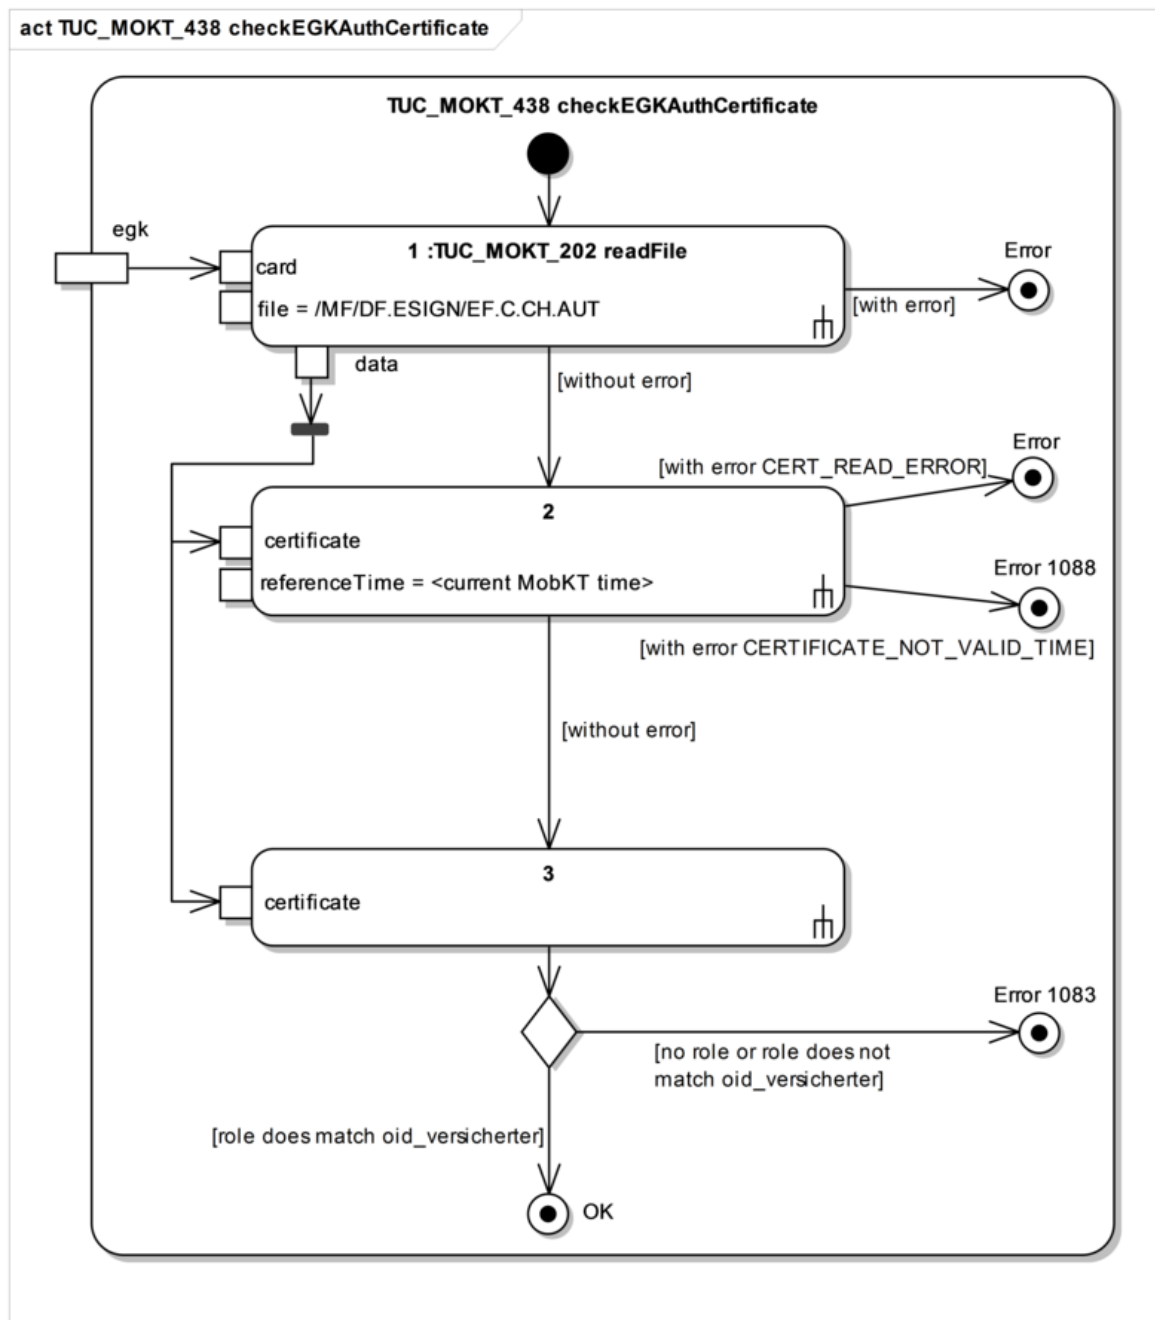 act TUC_MOKT_438 checkEGKAuthCertificate
TUC_MOKT_438 checkEGKAuthCertificate
egk
1 :TUC_MOKT_202 readFile
Error
card
[with error]
file = /MF/DF.ESIGN/EF.C.CH.AUT
data
[without error]
Error
[with error CERT_READ_ERROR]
2
certificate
Error 1088
referenceTime = <current MobKT time>
[with error CERTIFICATE_NOT_VALID_TIME]
[without error]
3
certificate
Error 1083
[no role or role does not
match oid_versicherter]
[role does match oid_versicherter]
OK